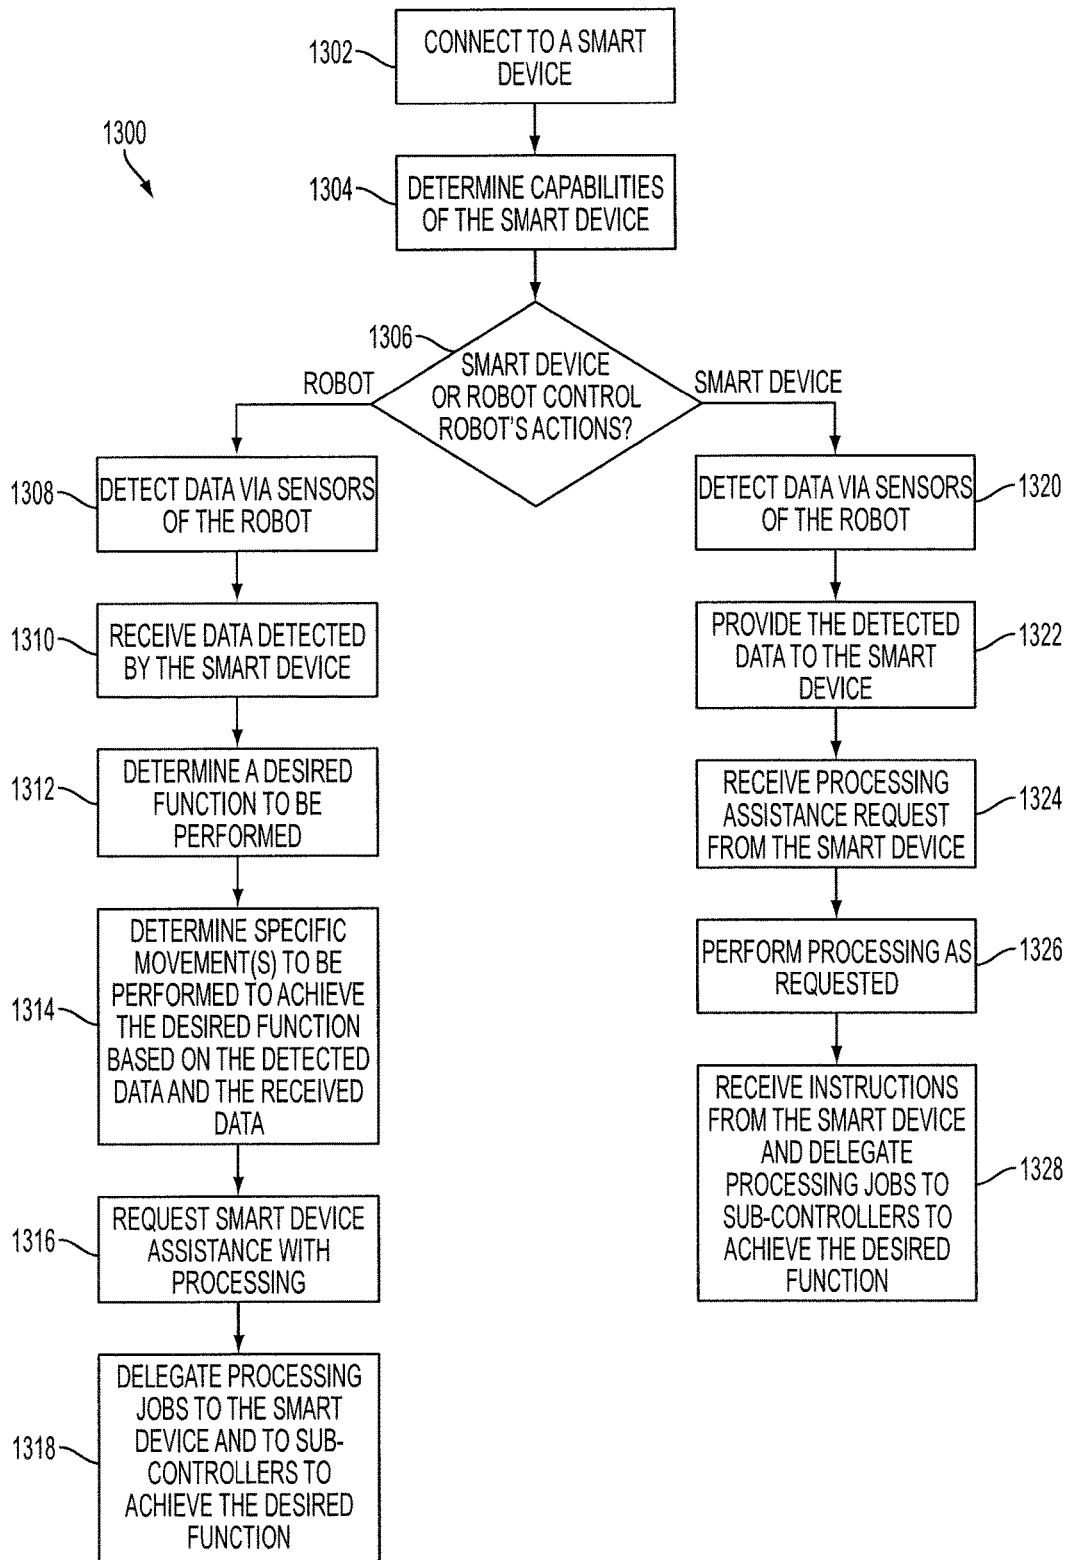 1300
1302
CONNECT TO A SMART
DEVICE
1304
DETERMINE CAPABILITIES
OF THE SMART DEVICE
1306
SMART DEVICE
OR ROBOT CONTROL
ROBOT'S ACTIONS?
ROBOT
SMART DEVICE
1308
DETECT DATA VIA SENSORS
OF THE ROBOT
1310
RECEIVE DATA DETECTED
BY THE SMART DEVICE
1312
DETERMINE A DESIRED
FUNCTION TO BE
PERFORMED
1314
DETERMINE SPECIFIC
MOVEMENT(S) TO BE
PERFORMED TO ACHIEVE
THE DESIRED FUNCTION
BASED ON THE DETECTED
DATA AND THE RECEIVED
DATA
1316
REQUEST SMART DEVICE
ASSISTANCE WITH
PROCESSING
1318
DELEGATE PROCESSING
JOBS TO THE SMART
DEVICE AND TO SUB-
CONTROLLERS TO
ACHIEVE THE DESIRED
FUNCTION
DETECT DATA VIA SENSORS
OF THE ROBOT
1320
PROVIDE THE DETECTED
DATA TO THE SMART
DEVICE
1322
RECEIVE PROCESSING
ASSISTANCE REQUEST
FROM THE SMART DEVICE
1324
PERFORM PROCESSING AS
REQUESTED
1326
RECEIVE INSTRUCTIONS
FROM THE SMART DEVICE
AND DELEGATE
PROCESSING JOBS TO
SUB-CONTROLLERS TO
ACHIEVE THE DESIRED
FUNCTION
1328